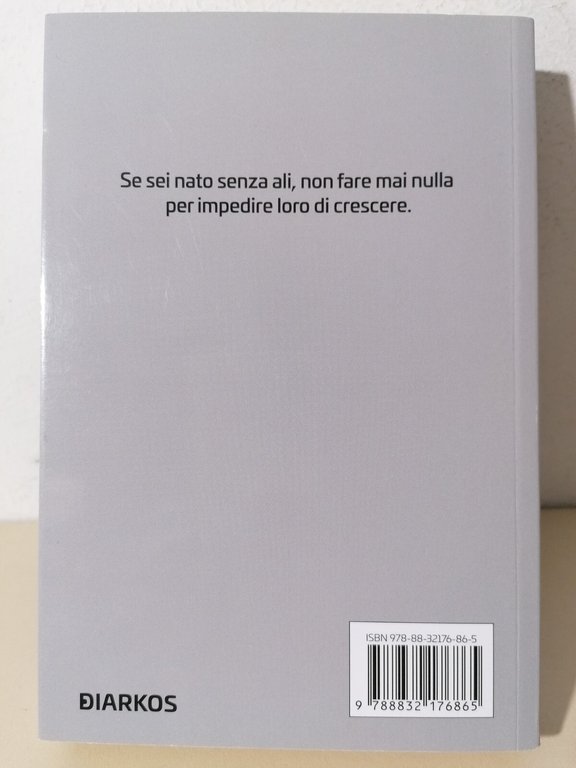 Se sei nato senza ali, non fare mai nulla
per impedire loro di crescere.
ISBN 978-88-32176-86-5
9 788832 176865
DIARKOS